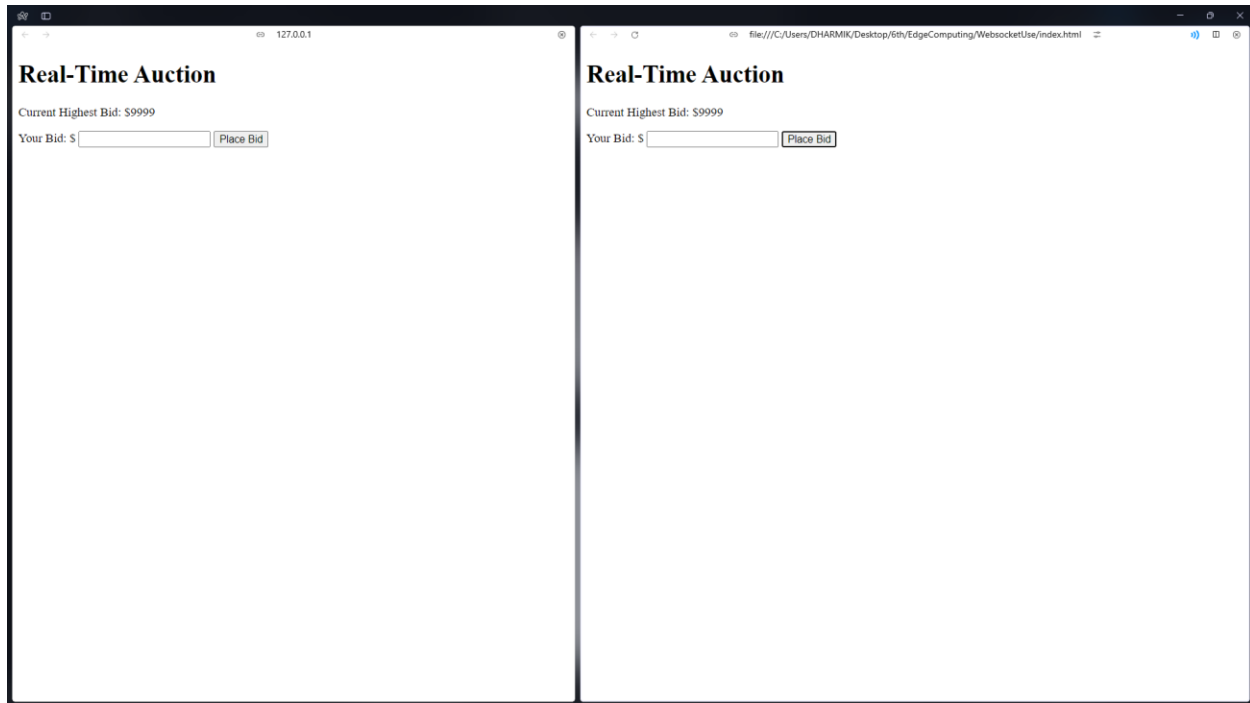 127.0.0.1
Real-Time Auction
Current Highest Bid: $9999
Your Bid: $
Place Bid
file:///C:/Users/DHARMIK/Desktop/6th/EdgeComputing/WebsocketUse/index.html
Real-Time Auction
Current Highest Bid: $9999
Your Bid: $
Place Bid